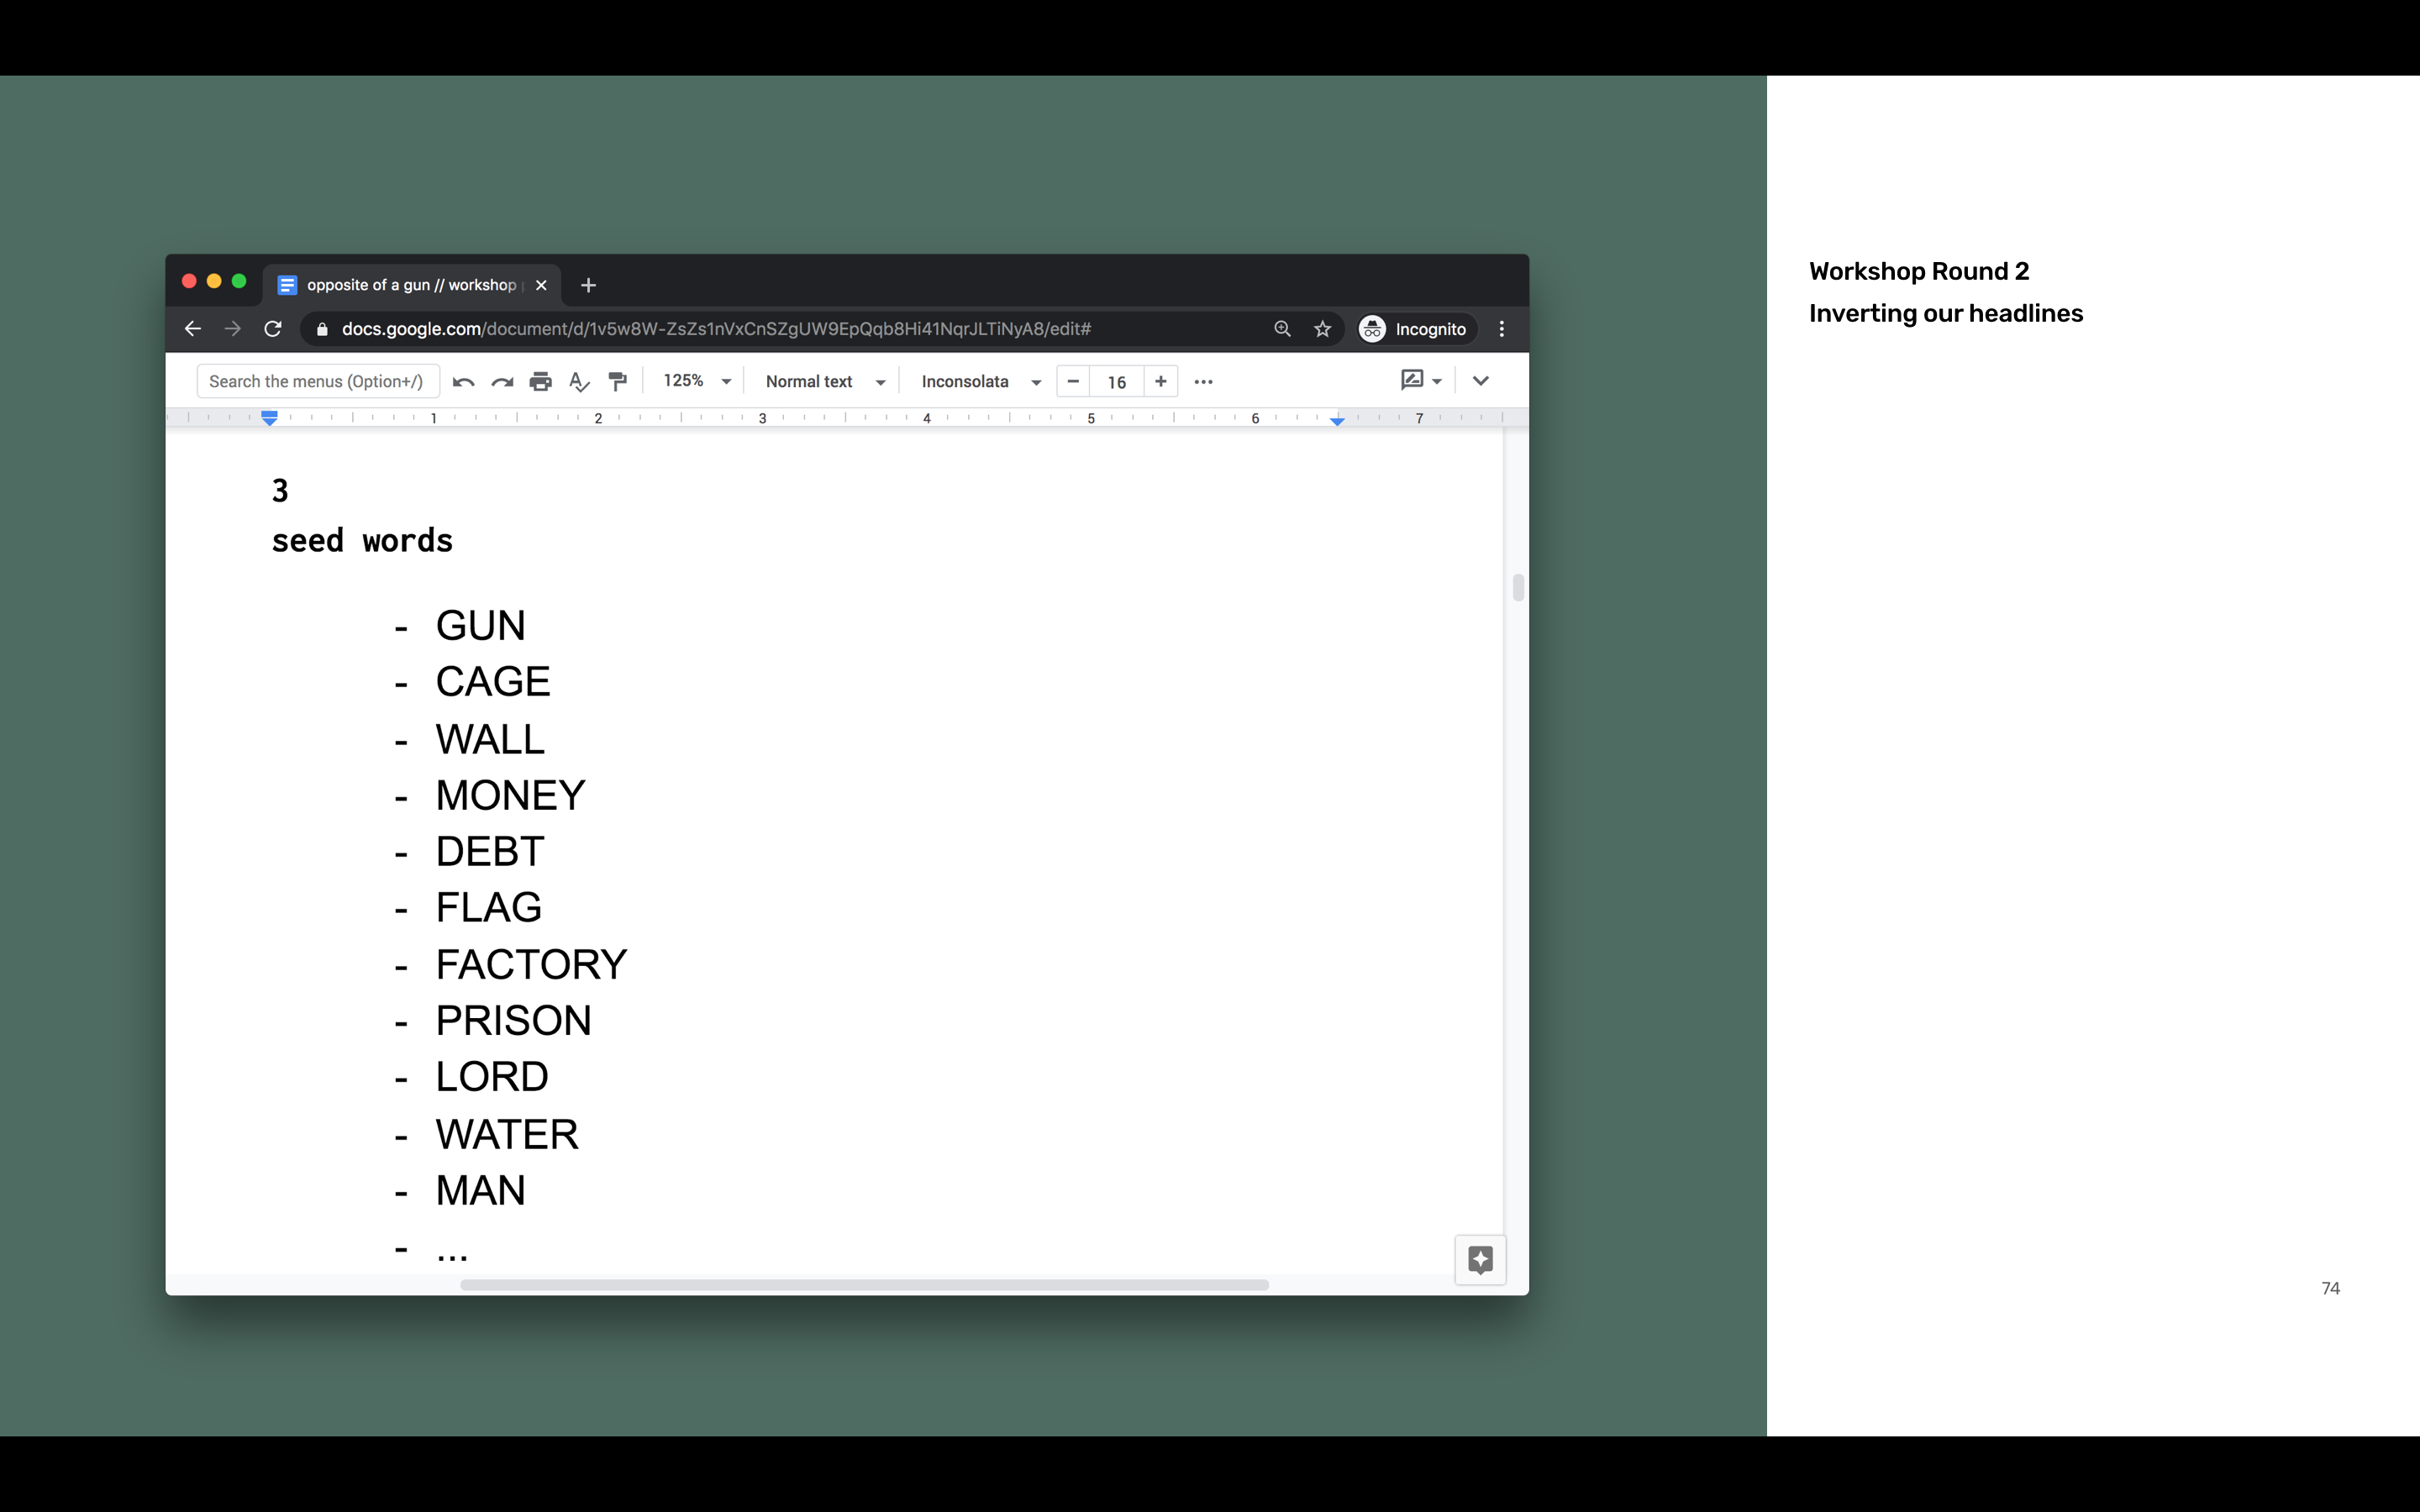 opposite of a gun // workshop
docs.google.com/document/d/1v5w8W-ZsZs1nVxCnSZgUW9EpQqb8Hi41NqrJLTiNyA8/edit#
Incognito
Search the menus (Option+/)
125%
Normal text
Inconsolata
16
1 2 3 4 5 6 7
3
seed words
- GUN
- CAGE
- WALL
- MONEY
- DEBT
- FLAG
- FACTORY
- PRISON
- LORD
- WATER
- MAN
- ...
Workshop Round 2
Inverting our headlines
74